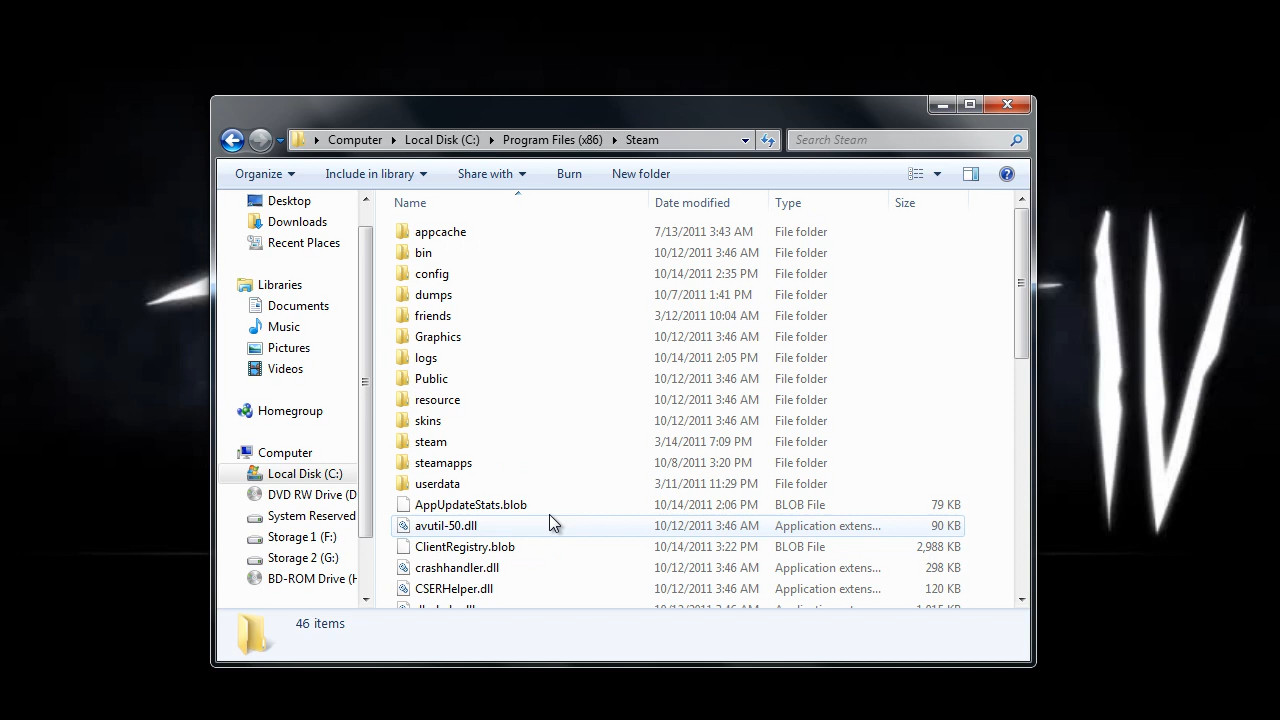 Computer Local Disk (C:) Program Files (x86) Steam Search Steam
Organize Include in library Share with Burn New folder
Desktop
Downloads
Recent Places
Libraries
Documents
Music
Pictures
Videos
Homegroup
Computer
Local Disk (C:)
DVD RW Drive (D
System Reserved
Storage 1 (F:)
Storage 2 (G:)
BD-ROM Drive (H
Name Date modified Type Size
appcache 7/13/2011 3:43 AM File folder
bin 10/12/2011 3:46 AM File folder
config 10/14/2011 2:35 PM File folder
dumps 10/7/2011 1:41 PM File folder
friends 3/12/2011 10:04 AM File folder
Graphics 10/12/2011 3:46 AM File folder
logs 10/14/2011 2:05 PM File folder
Public 10/12/2011 3:46 AM File folder
resource 10/12/2011 3:46 AM File folder
skins 10/12/2011 3:46 AM File folder
steam 3/14/2011 7:09 PM File folder
steamapps 10/8/2011 3:20 PM File folder
userdata 3/11/2011 11:29 PM File folder
AppUpdateStats.blob 10/14/2011 2:06 PM BLOB File 79 KB
avutil-50.dll 10/12/2011 3:46 AM Application extens... 90 KB
ClientRegistry.blob 10/14/2011 3:22 PM BLOB File 2,988 KB
crashhandler.dll 10/12/2011 3:46 AM Application extens... 298 KB
CSERHelper.dll 10/12/2011 3:46 AM Application extens... 120 KB
46 items
IV